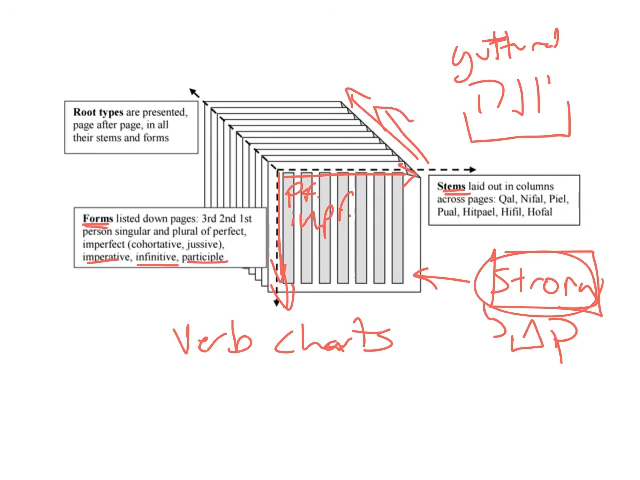 guttural
Root types are presented,
page after page, in all
their stems and forms
Stems laid out in columns
across pages: Qal, Nifal, Piel,
Pual, Hitpael, Hifil, Hofal
Forms listed down pages: 3rd 2nd 1st
person singular and plural of perfect,
imperfect (cohortative, jussive),
imperative, infinitive, participle
pf.
impf
Strong
verb charts